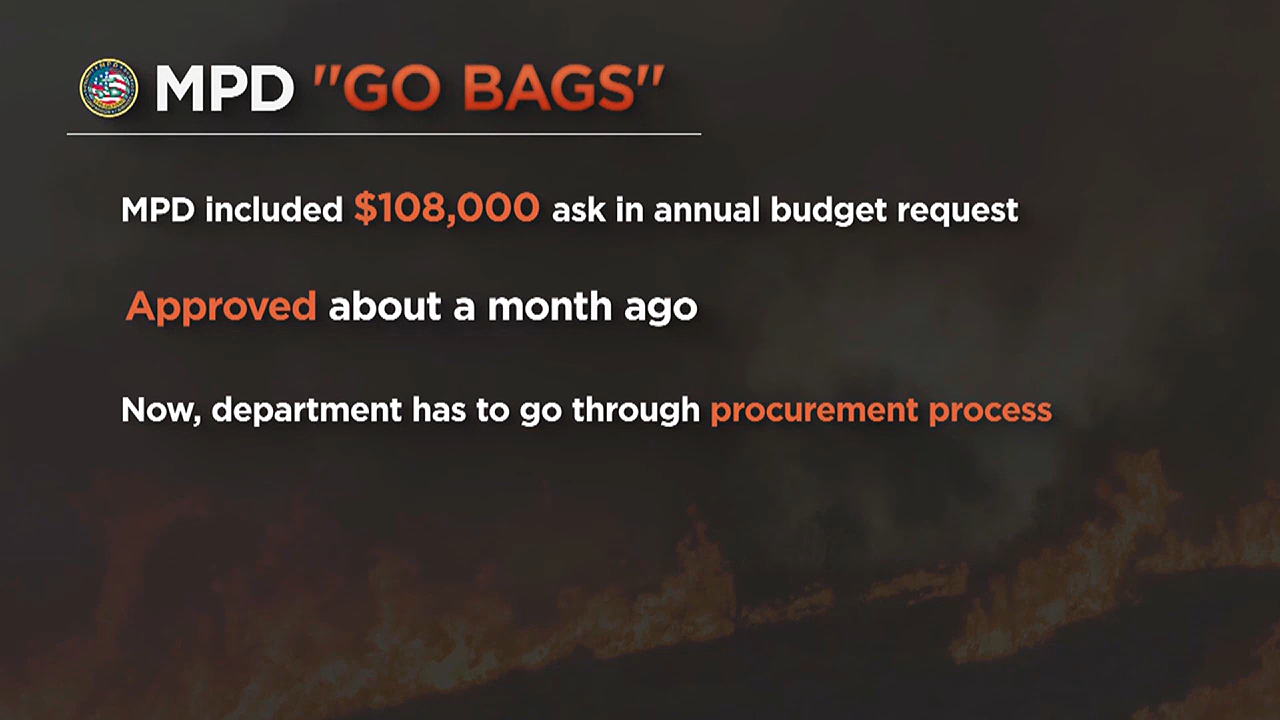 MPD "GO BAGS"
MPD included $108,000 ask in annual budget request
Approved about a month ago
Now, department has to go through procurement process